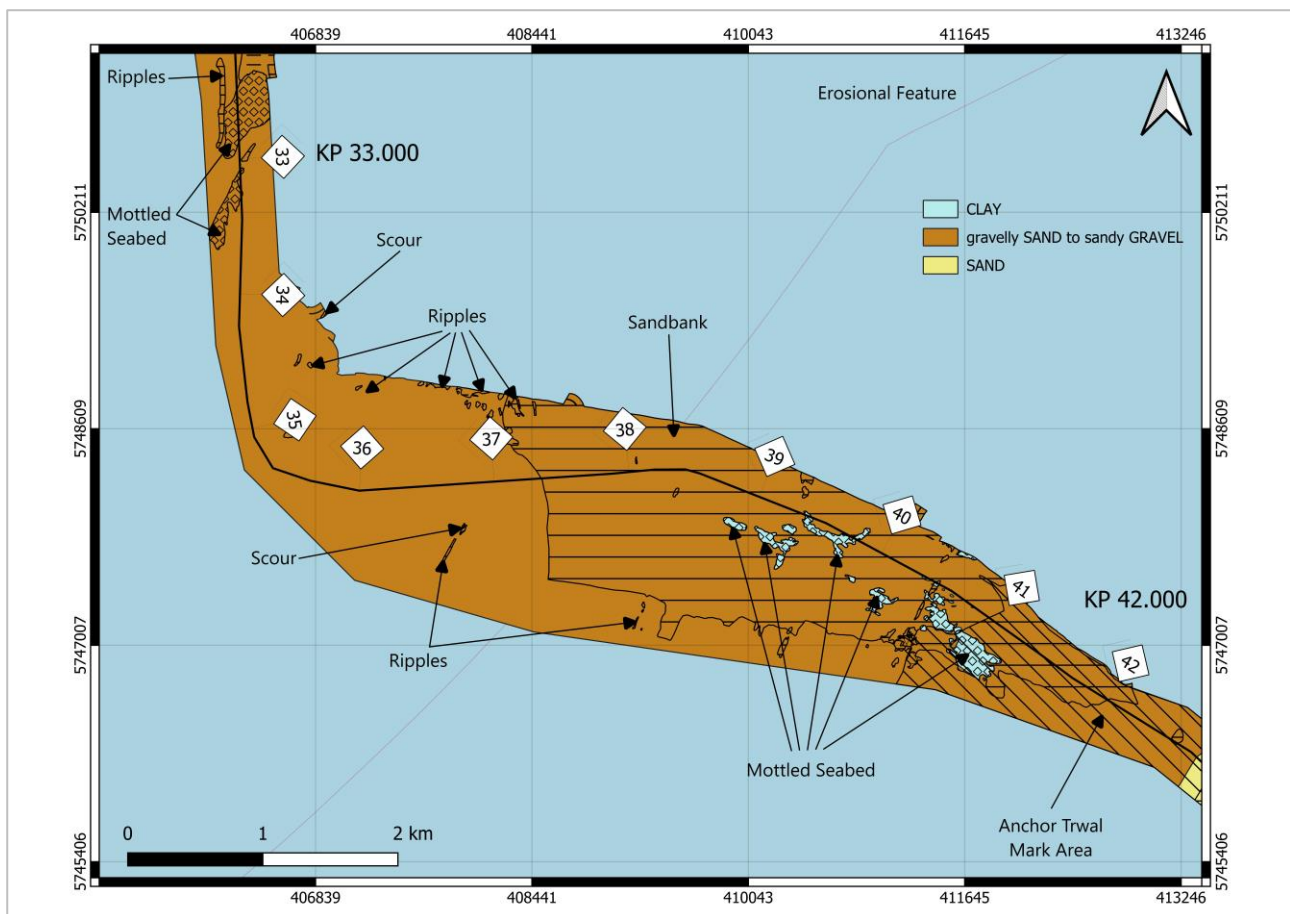 406839 408441 410043 411645 413246
Ripples
Erosional Feature
33 KP 33.000
5750211 5750211
Mottled
Seabed
CLAY
gravelly SAND to sandy GRAVEL
SAND
Scour
34
Ripples
Sandbank
5748609 5748609
35
36
37
38
39
40
Scour
41
KP 42.000
5747007 5747007
Ripples
42
Mottled Seabed
Anchor Trwal
Mark Area
0 1 2 km
5745406 5745406
406839 408441 410043 411645 413246